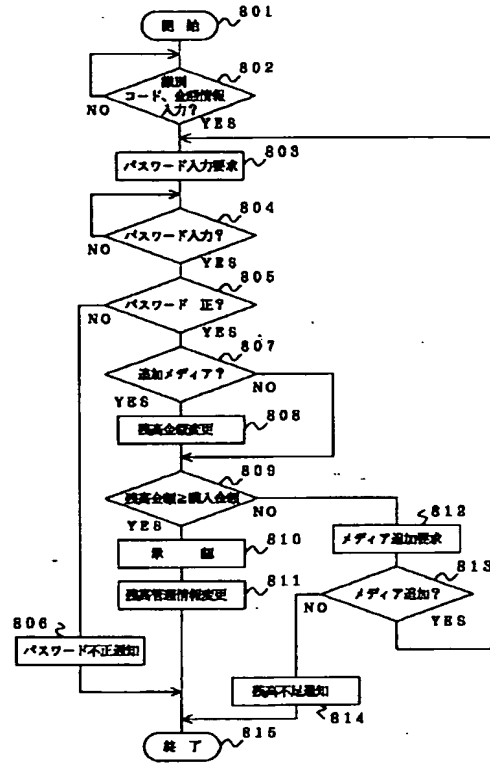 開始
801
識別
コード、金額情報
入力?
802
NO
YES
パスワード入力要求
803
パスワード入力?
804
NO
YES
パスワード 正?
805
NO
YES
追加メディア?
807
NO
YES
残高金額変更
808
残高金額≧購入金額
809
NO
YES
承認
810
残高管理情報変更
811
メディア追加要求
812
メディア追加?
813
NO
YES
806
パスワード不正通知
残高不足通知
814
終了
815